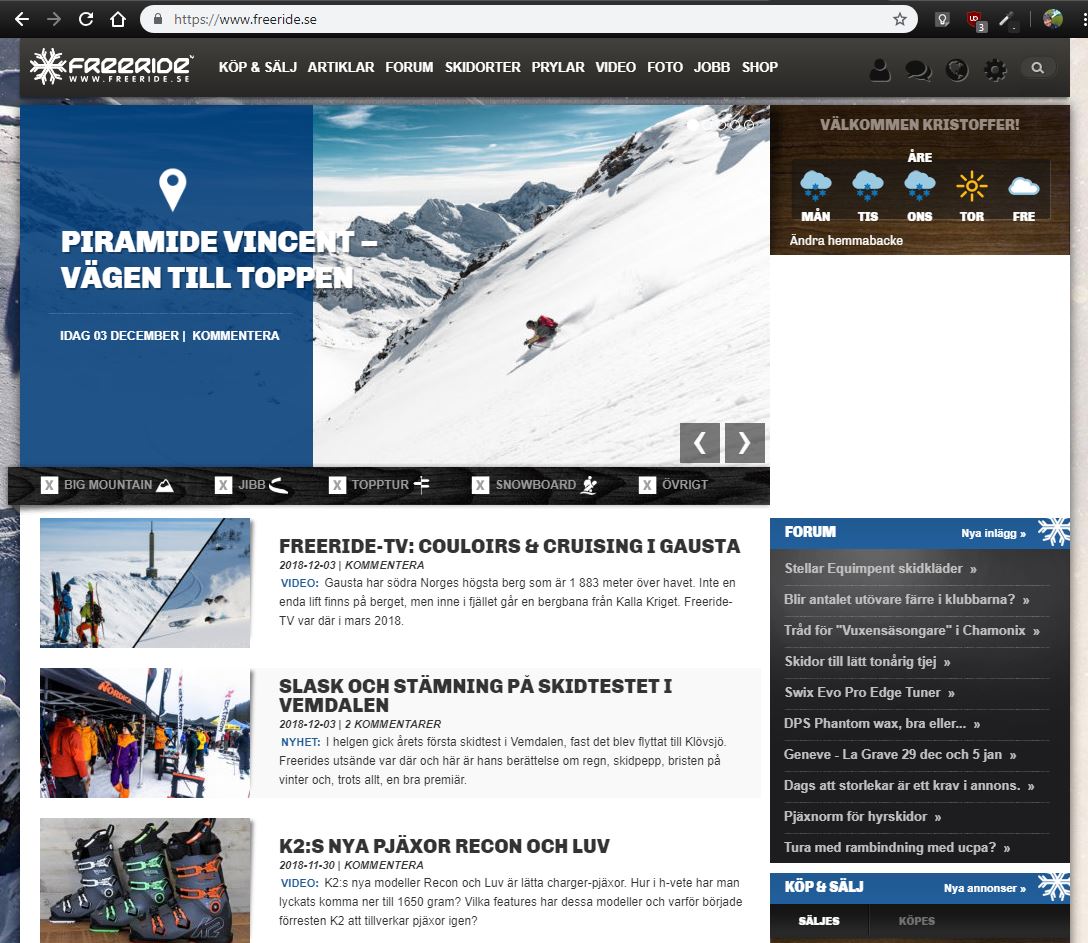 https://www.freeride.se
FREERIDE
WWW.FREERIDE.SE
KÖP & SÄLJ ARTIKLAR FORUM SKIDORTER PRYLAR VIDEO FOTO JOBB SHOP
PIRAMIDE VINCENT –
VÄGEN TILL TOPPEN
IDAG 03 DECEMBER | KOMMENTERA
VÄLKOMMEN KRISTOFFER!
ÅRE
MÅN TIS ONS TOR FRE
Ändra hemmabacke
X BIG MOUNTAIN X JIBB X TOPPTUR X SNOWBOARD X ÖVRIGT
FREERIDE-TV: COULOIRS & CRUISING I GAUSTA
2018-12-03 | KOMMENTERA
VIDEO: Gausta har södra Norges högsta berg som är 1 883 meter över havet. Inte en
enda lift finns på berget, men inne i fjället går en bergbana från Kalla Kriget. Freeride-
TV var där i mars 2018.
NORDICA
SLASK OCH STÄMNING PÅ SKIDTESTET I
VEMDALEN
2018-12-03 | 2 KOMMENTARER
NYHET: I helgen gick årets första skidtest i Vemdalen, fast det blev flyttat till Klövsjö.
Freerides utsände var där och här är hans berättelse om regn, skidpepp, bristen på
vinter och, trots allt, en bra premiär.
K2:S NYA PJÄXOR RECON OCH LUV
2018-11-30 | KOMMENTERA
VIDEO: K2:s nya modeller Recon och Luv är lätta charger-pjäxor. Hur i h-vete har man
lyckats komma ner till 1650 gram? Vilka features har dessa modeller och varför började
förresten K2 att tillverkar pjäxor igen?
FORUM Nya inlägg »
Stellar Equimpent skidkläder »
Blir antalet utövare färre i klubbarna? »
Tråd för "Vuxensäsongare" i Chamonix »
Skidor till lätt tonårig tjej »
Swix Evo Pro Edge Tuner »
DPS Phantom wax, bra eller... »
Geneve - La Grave 29 dec och 5 jan »
Dags att storlekar är ett krav i annons. »
Pjäxnorm för hyrskidor »
Tura med rambindning med ucpa? »
KÖP & SÄLJ Nya annonser »
SÄLJES KÖPES